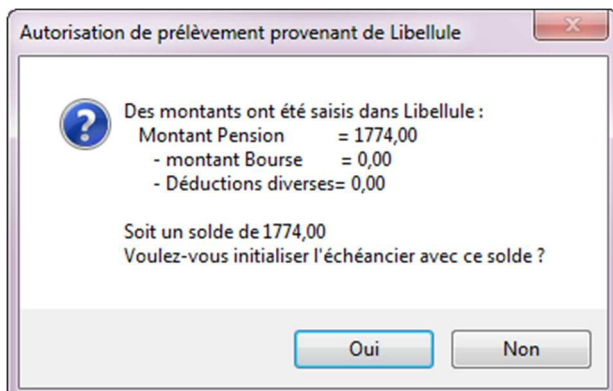 Autorisation de prélèvement provenant de Libellule
Des montants ont été saisis dans Libellule :
Montant Pension = 1774,00
- montant Bourse = 0,00
- Déductions diverses= 0,00
Soit un solde de 1774,00
Voulez-vous initialiser l'échéancier avec ce solde ?
Oui
Non